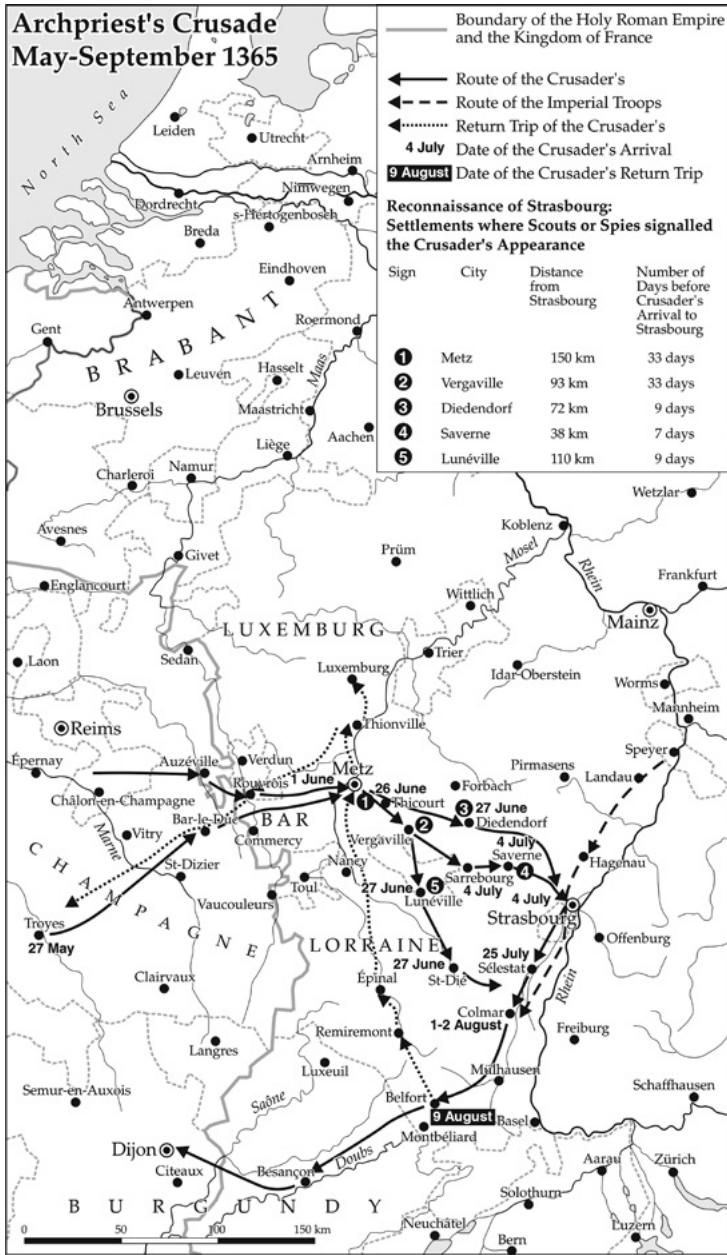 Archpriest's Crusade
May-September 1365
Boundary of the Holy Roman Empire
and the Kingdom of France
Route of the Crusader's
Route of the Imperial Troops
Return Trip of the Crusader's
4 July Date of the Crusader's Arrival
9 August Date of the Crusader's Return Trip
Reconnaissance of Strasbourg:
Settlements where Scouts or Spies signalled
the Crusader's Appearance
Sign City Distance from Strasbourg Number of Days before Crusader's Arrival to Strasbourg
1 Metz 150 km 33 days
2 Vergaville 93 km 33 days
3 Diedendorf 72 km 9 days
4 Saverne 38 km 7 days
5 Lunéville 110 km 9 days
North Sea
Leiden
Utrecht
Arnheim
Nimwegen
Dordrecht
s-Hertogenbosch
Breda
Eindhoven
Antwerpen
Gent
BRABANT
Roermond
Leuven
Hasselt
Maas
Brussels
Maastricht
Aachen
Liège
Namur
Charleroi
Wetzlar
Koblenz
Avesnes
Givet
Prüm
Mosel
Rhein
Englancourt
Wittlich
Frankfurt
Mainz
LUXEMBURG
Laon
Sedan
Trier
Luxemburg
Idar-Oberstein
Worms
Mannheim
Reims
Thionville
Speyer
Épernay
Auzéville
Verdun
Metz
1 June
26 June
Forbach
Pirmasens
Landau
Châlon-en-Champagne
Rouvrois
1
Thicourt
3
27 June
Diedendorf
Bar-le-Duc
BAR
Marne
Vitry
Commercy
Vergaville
2
4 July
Saverne
4
Hagenau
CHAMPAGNE
St-Dizier
Nancy
Toul
Sarrebourg
4 July
4 July
27 June
5
Lunéville
Strasbourg
Vaucouleurs
Troyes
27 May
LORRAINE
Offenburg
25 July
Sélestat
27 June
St-Dié
Rhein
Clairvaux
Épinal
Colmar
1-2 August
Remiremont
Freiburg
Langres
Luxeuil
Mülhausen
Semur-en-Auxois
Saône
Belfort
9 August
Schaffhausen
Montbéliard
Basel
Dijon
Doubs
Citeaux
Besançon
Aarau
Zürich
BURGUNDY
Solothurn
Neuchâtel
Bern
Luzern
0 50 100 150 km